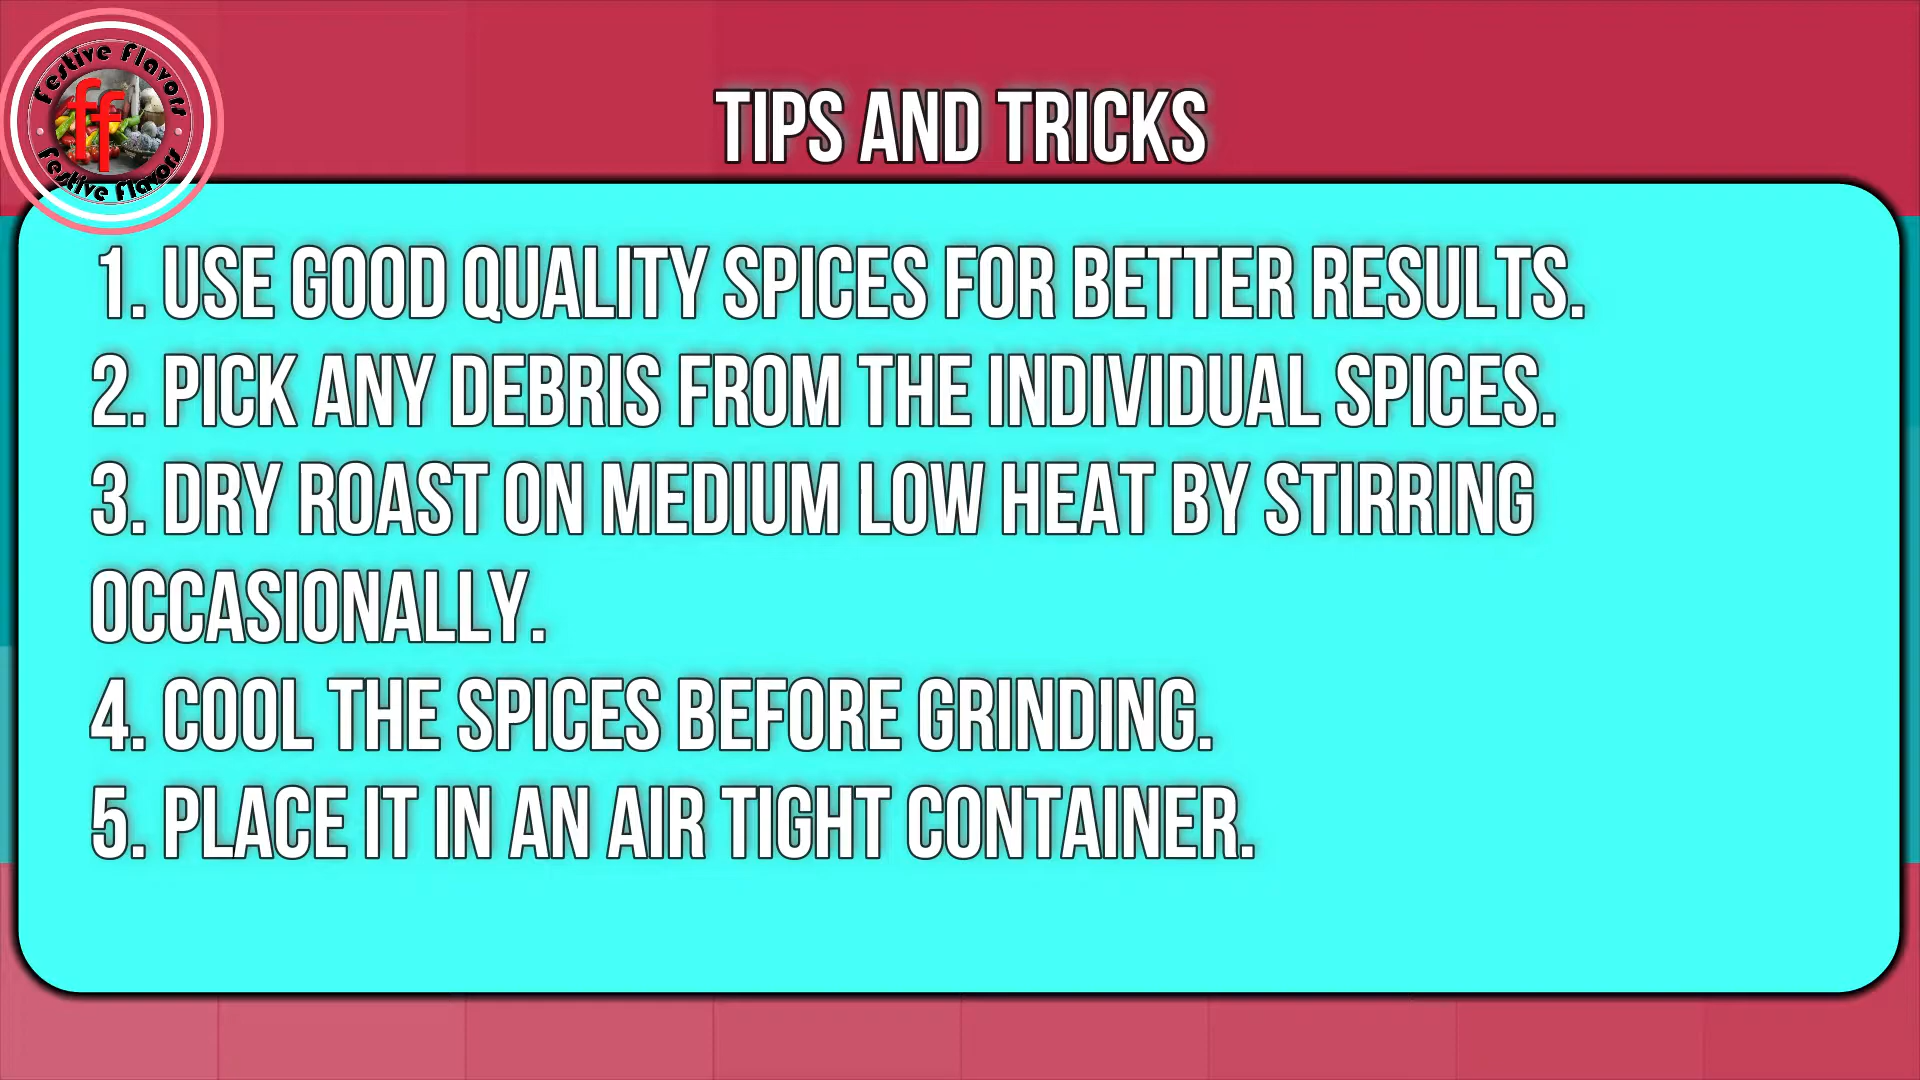 Festive Flavors
ff
Festive Flavors
TIPS AND TRICKS
1. USE GOOD QUALITY SPICES FOR BETTER RESULTS.
2. PICK ANY DEBRIS FROM THE INDIVIDUAL SPICES.
3. DRY ROAST ON MEDIUM LOW HEAT BY STIRRING
OCCASIONALLY.
4. COOL THE SPICES BEFORE GRINDING.
5. PLACE IT IN AN AIR TIGHT CONTAINER.